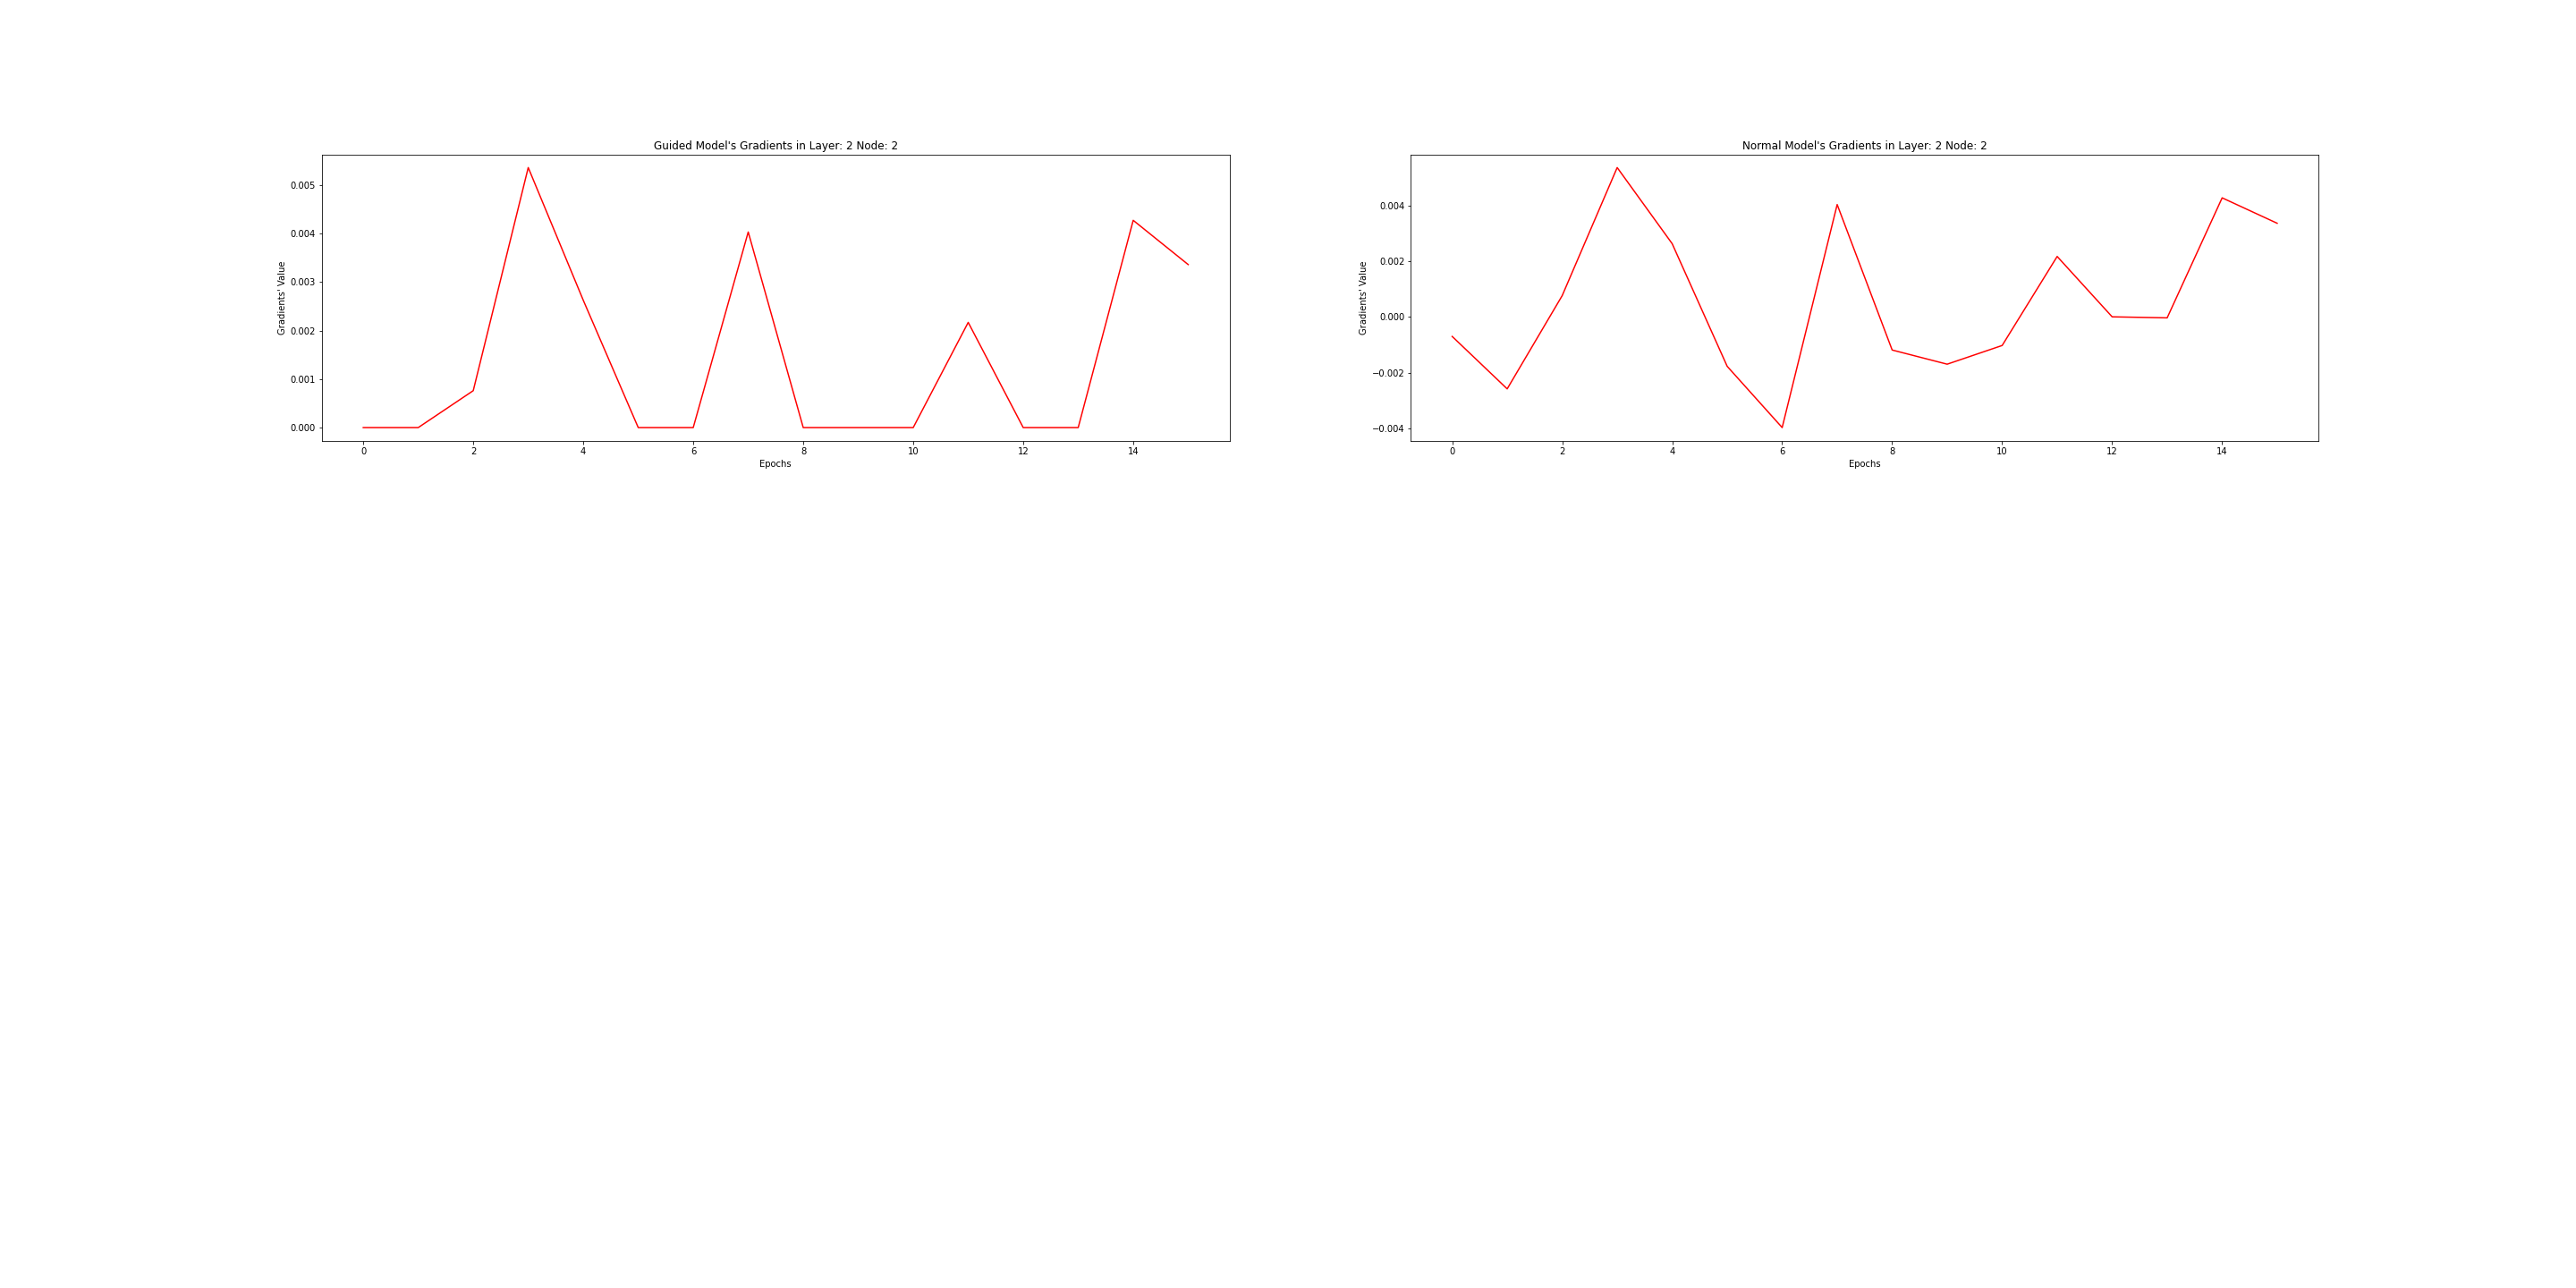 Guided Model's Gradients in Layer: 2 Node: 2
Gradients' Value
0.005
0.004
0.003
0.002
0.001
0.000
0 2 4 6 8 10 12 14
Epochs
Normal Model's Gradients in Layer: 2 Node: 2
Gradients' Value
0.004
0.002
0.000
−0.002
−0.004
0 2 4 6 8 10 12 14
Epochs